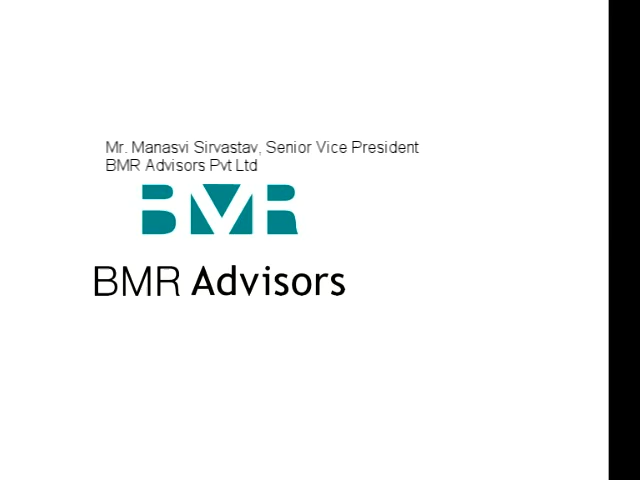 Mr. Manasvi Sirvastav, Senior Vice President
BMR Advisors Pvt Ltd
BMR
BMR Advisors